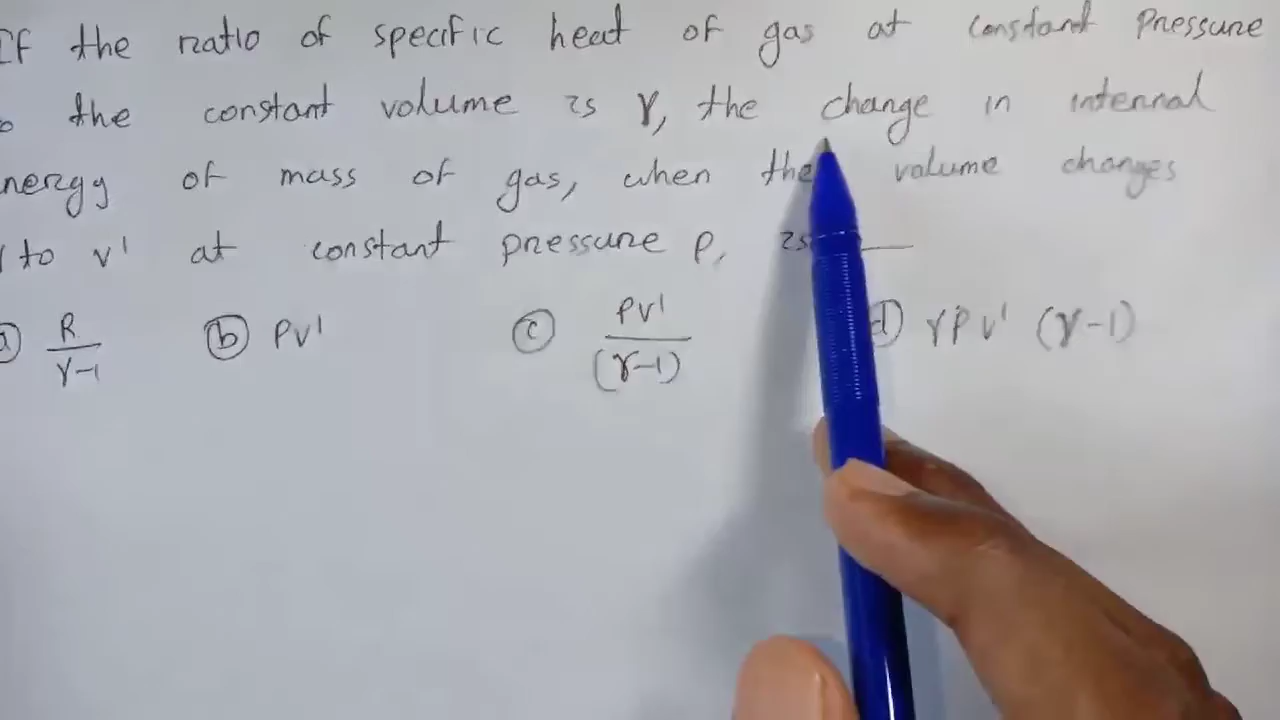 If the ratio of specific heat of gas at constant Pressure
o the constant volume is γ, the change in internal
nergy of mass of gas, when the volume changes
to v' at constant pressure p, is ___
a) R/γ-1 (b) PV' (c) PV'/(γ-1) d) γPV' (γ-1)